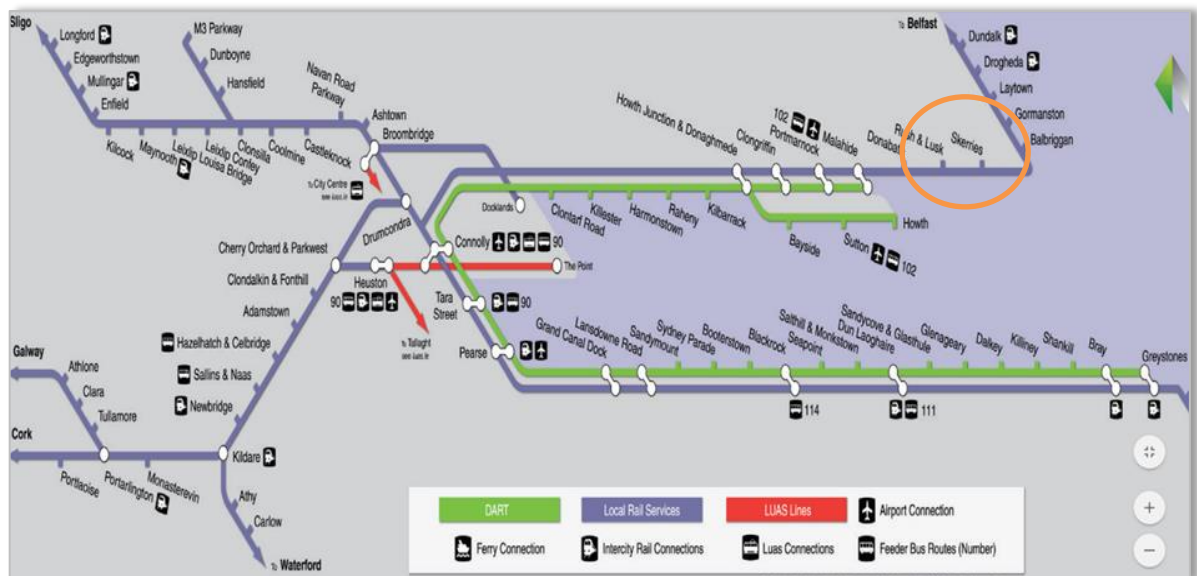 Sligo
Longford
Edgeworthstown
Mullingar
Enfield
M3 Parkway
Dunboyne
Hansfield
Navan Road
Parkway
Ashtown
Broombridge
Kilcock
Maynooth
Leixlip Louisa Bridge
Leixlip Confey
Clonsilla
Coolmine
Castleknock
To City Centre
see luas.ie
Docklands
Drumcondra
Howth Junction & Donaghmede
Clongriffin
102
Portmarnock
Malahide
Donabate
Rush & Lusk
Skerries
To Belfast
Dundalk
Drogheda
Laytown
Gormanston
Balbriggan
Clontarf Road
Killester
Harmonstown
Raheny
Kilbarrack
Howth
Bayside
Sutton
102
Connolly
90
The Point
Cherry Orchard & Parkwest
Clondalkin & Fonthill
Adamstown
Hazelhatch & Celbridge
Sallins & Naas
Newbridge
Heuston
90
To Tallaght
see luas.ie
Tara
Street
90
Pearse
Grand Canal Dock
Lansdowne Road
Sandymount
Sydney Parade
Booterstown
Blackrock
Seapoint
Salthill & Monkstown
Dun Laoghaire
Sandycove & Glasthule
Glenageary
Dalkey
Killiney
Shankill
Bray
Greystones
114
111
Galway
Athlone
Clara
Tullamore
Cork
Portlaoise
Portarlington
Monasterevin
Kildare
Athy
Carlow
To Waterford
DART
Local Rail Services
LUAS Lines
Airport Connection
Ferry Connection
Intercity Rail Connections
Luas Connections
Feeder Bus Routes (Number)